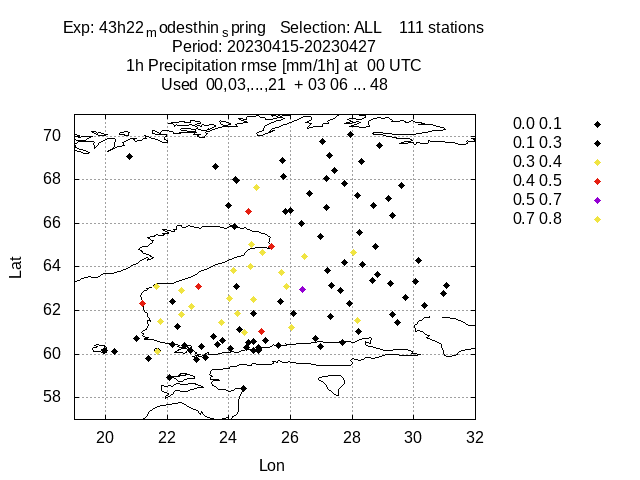 Exp: 43h22 m odesthin s pring Selection: ALL 111 stations
Period: 20230415-20230427
1h Precipitation rmse [mm/1h] at 00 UTC
Used 00,03,...,21 + 03 06 ... 48
70
68
66
64
62
60
58
Lat
20 22 24 26 28 30 32
Lon
0.0 0.1
0.1 0.3
0.3 0.4
0.4 0.5
0.5 0.7
0.7 0.8